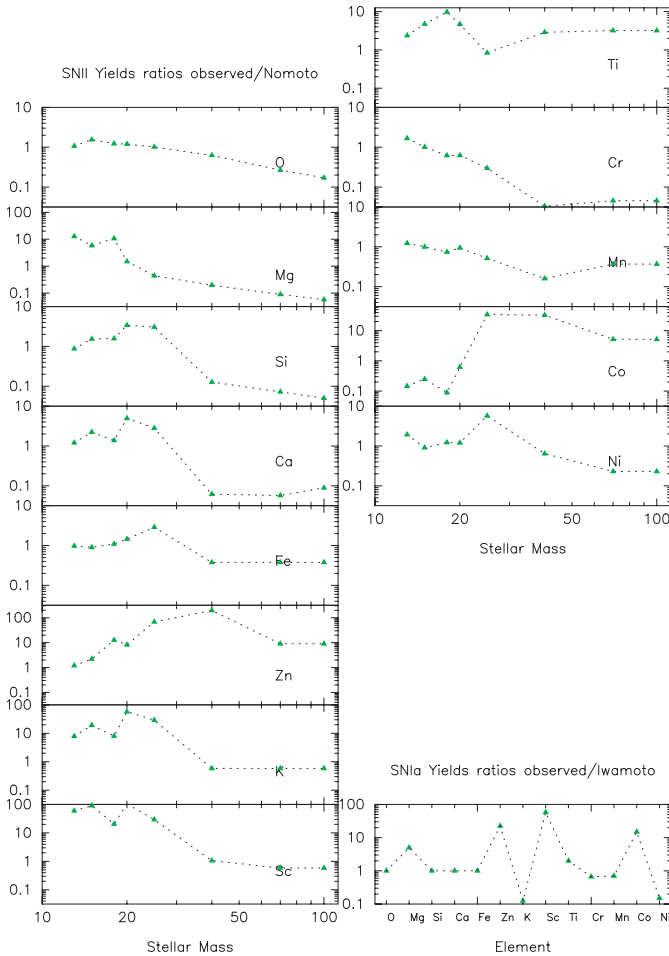 SNII Yields ratios observed/Nomoto
10
1
0.1
O
100
10
1
0.1
Mg
10
1
0.1
Si
10
1
0.1
Ca
10
1
0.1
Fe
100
10
1
0.1
Zn
100
10
1
0.1
K
100
10
1
0.1
Sc
10 20 50 100
Stellar Mass
10
1
0.1
Ti
1
0.1
Cr
10
1
0.1
Mn
10
1
0.1
Co
10
1
0.1
Ni
10 20 50 100
Stellar Mass
SNIa Yields ratios observed/Iwamoto
100
10
1
0.1
O Mg Si Ca Fe Zn K Sc Ti Cr Mn Co Ni
Element